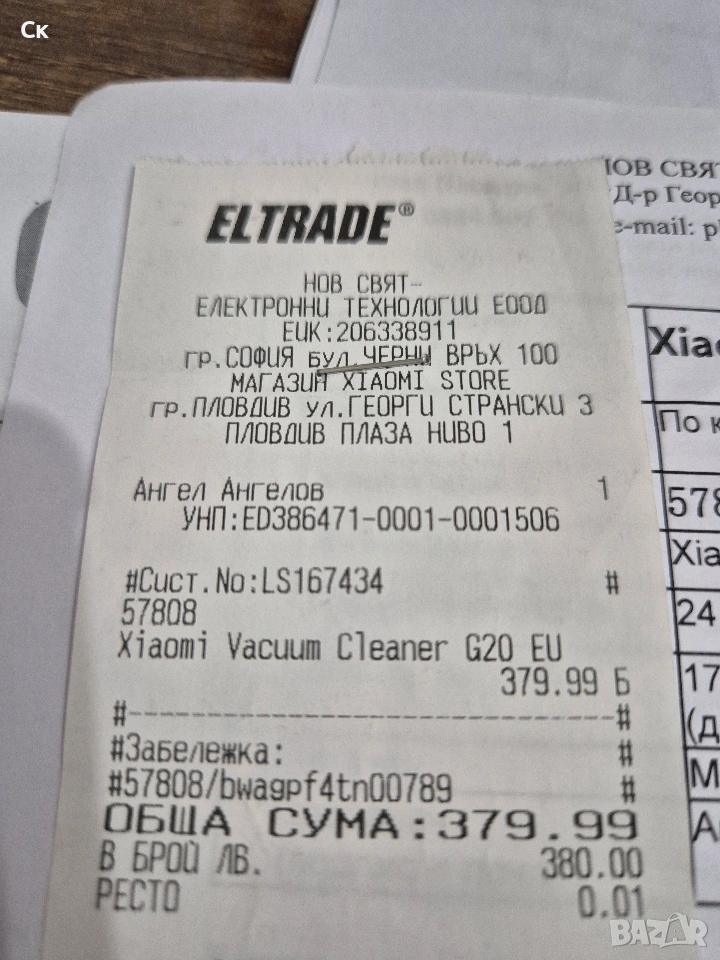 Ск
ELTRADE®
НОВ СВЯТ-
ЕЛЕКТРОННИ ТЕХНОЛОГИИ ЕООД
ЕИК:206338911
ГР.СОФИЯ БУЛ.ЧЕРНИ ВРЬХ 100
МАГАЗИН XIAOMI STORE
ГР.ПЛОВДИВ УЛ.ГЕОРГИ СТРАНСКИ 3
ПЛОВДИВ ПЛАЗА НИВО 1
Ангел Ангелов 1
УНП:ED386471-0001-0001506
#Сист.No:LS167434 #
57808
Xiaomi Vacuum Cleaner G20 EU
379.99 Б
#--------------------------------#
#Забележка: #
#57808/bwagpf4tn00789 #
ОБЩА СУМА:379.99
В БРОЙ ЛВ. 380.00
РЕСТО 0.01
НОВ СВЯТ
Д-р Геор
e-mail: p
Xiao
По к
578
Xia
24
17
(д
М
BAZAR